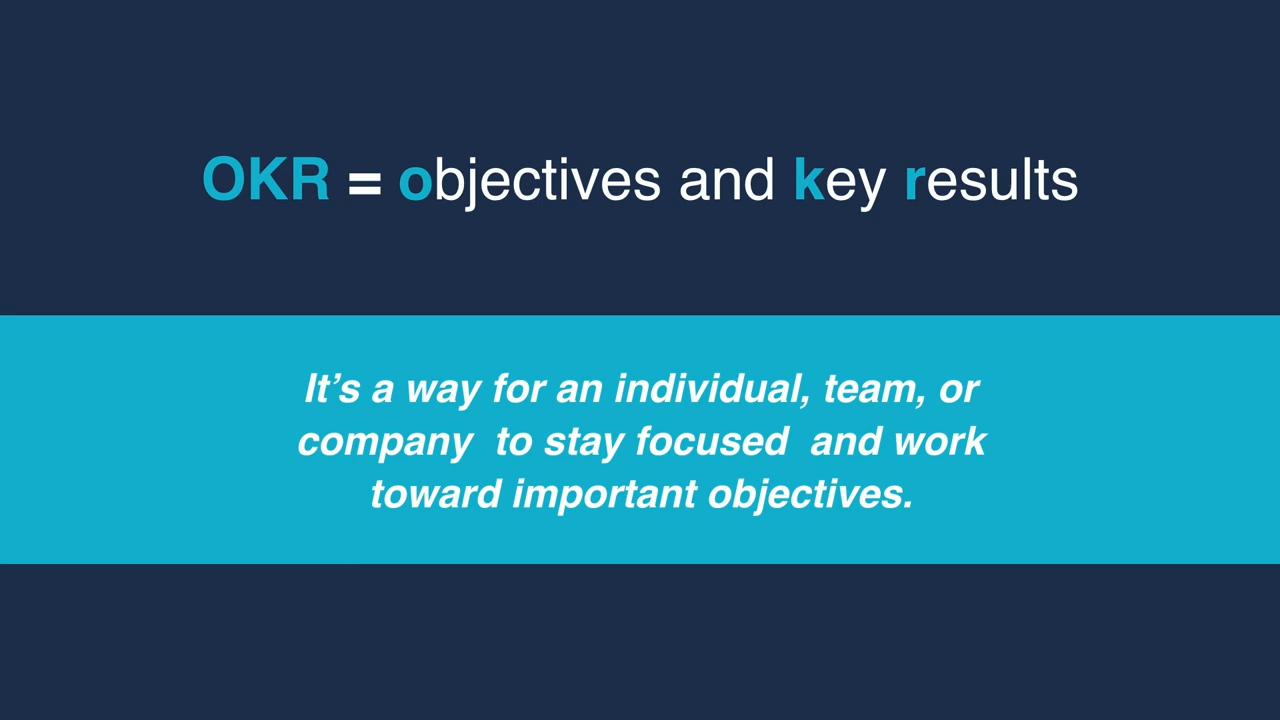 OKR = objectives and key results
It’s a way for an individual, team, or
company  to stay focused  and work
toward important objectives.